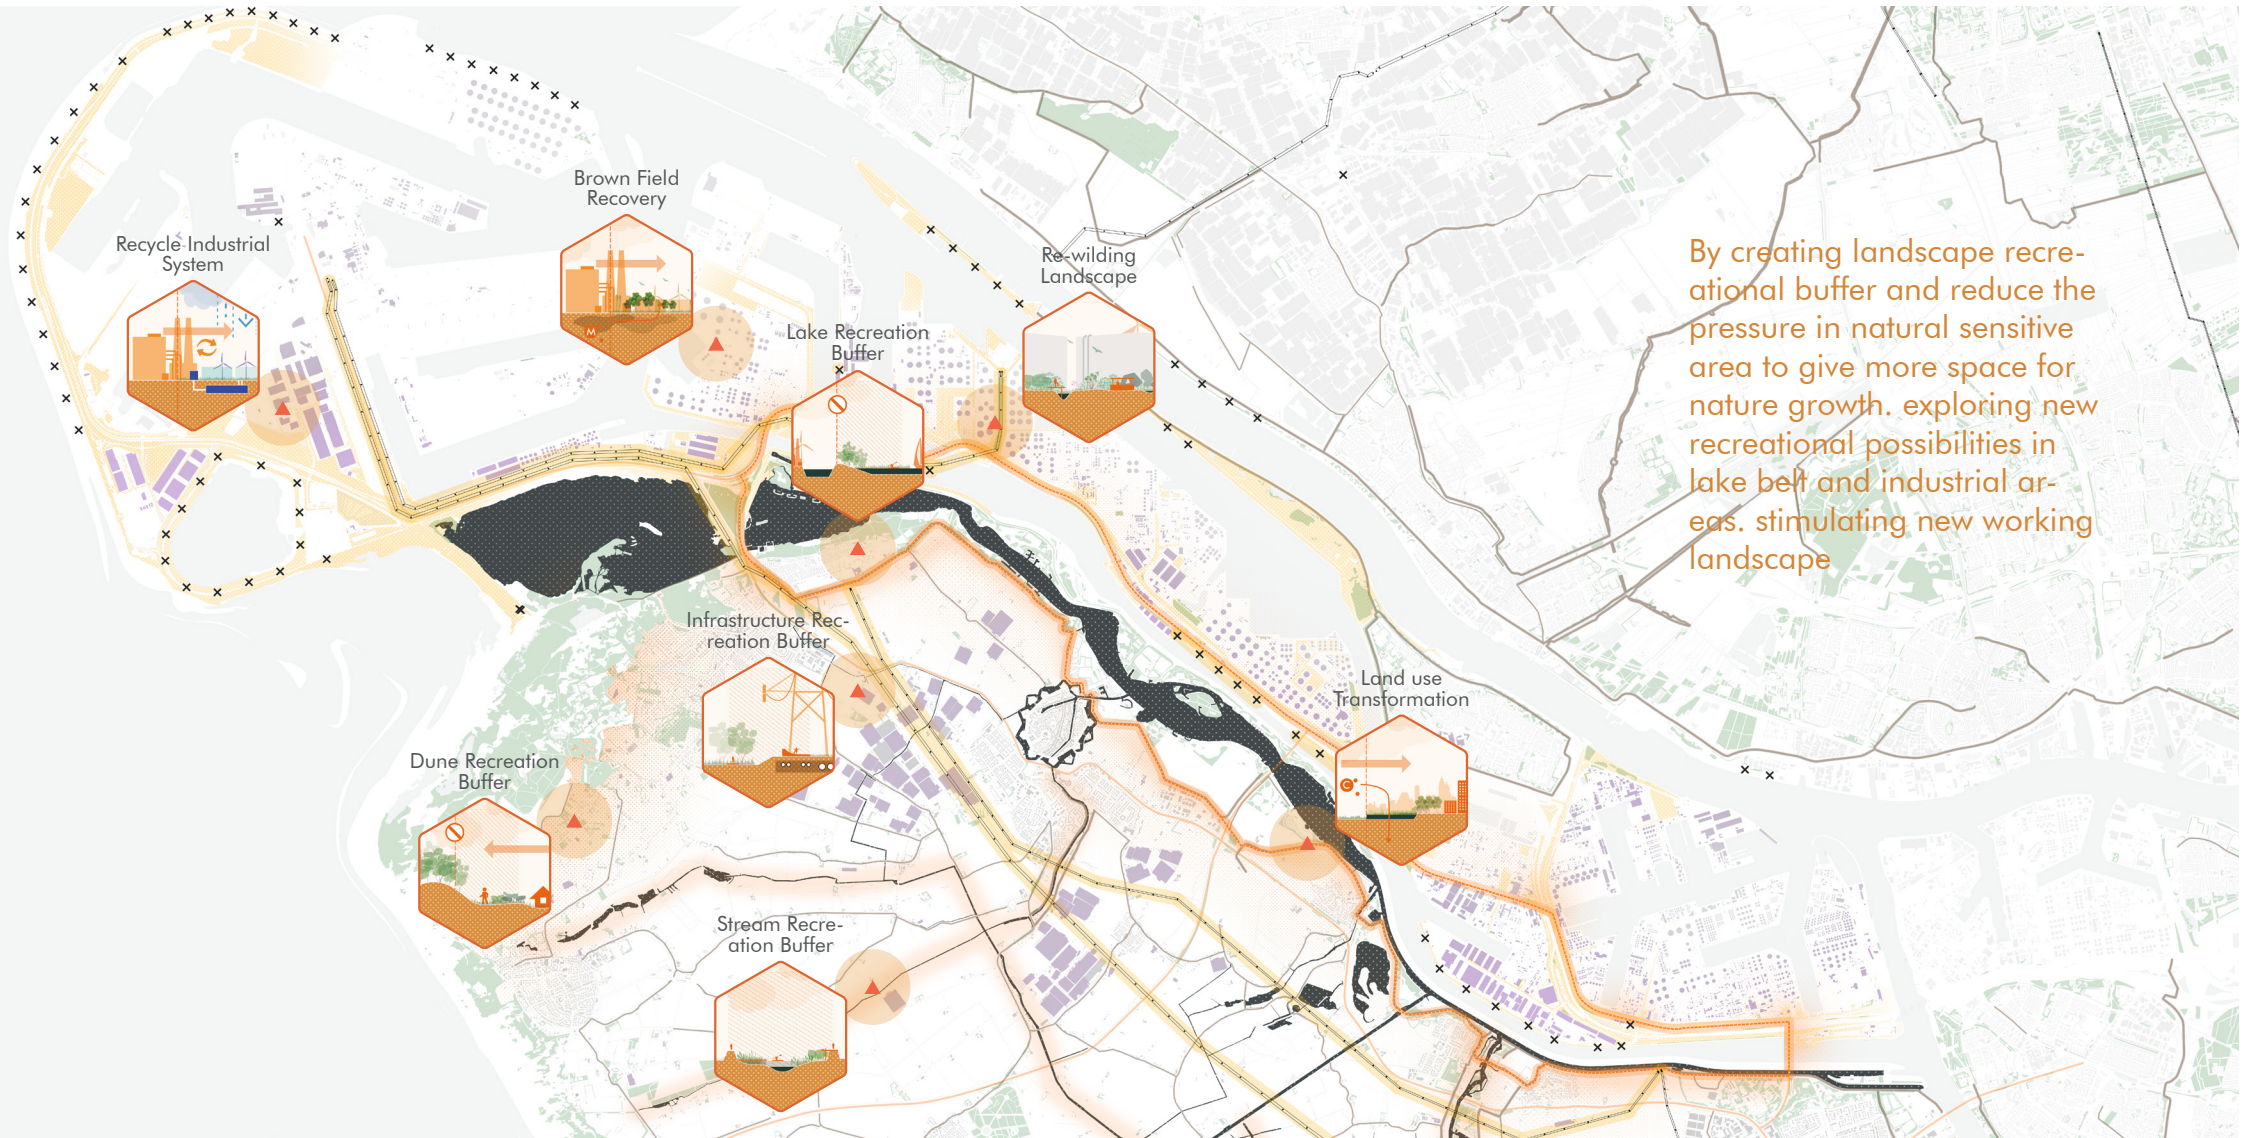 Brown Field
Recovery
Recycle Industrial
System
Re-wilding
Landscape
Lake Recreation
Buffer
By creating landscape recre-
ational buffer and reduce the
pressure in natural sensitive
area to give more space for
nature growth. exploring new
recreational possibilities in
lake belt and industrial ar-
eas. stimulating new working
landscape
Infrastructure Rec-
reation Buffer
Land use
Transformation
Dune Recreation
Buffer
Stream Recre-
ation Buffer
M
C